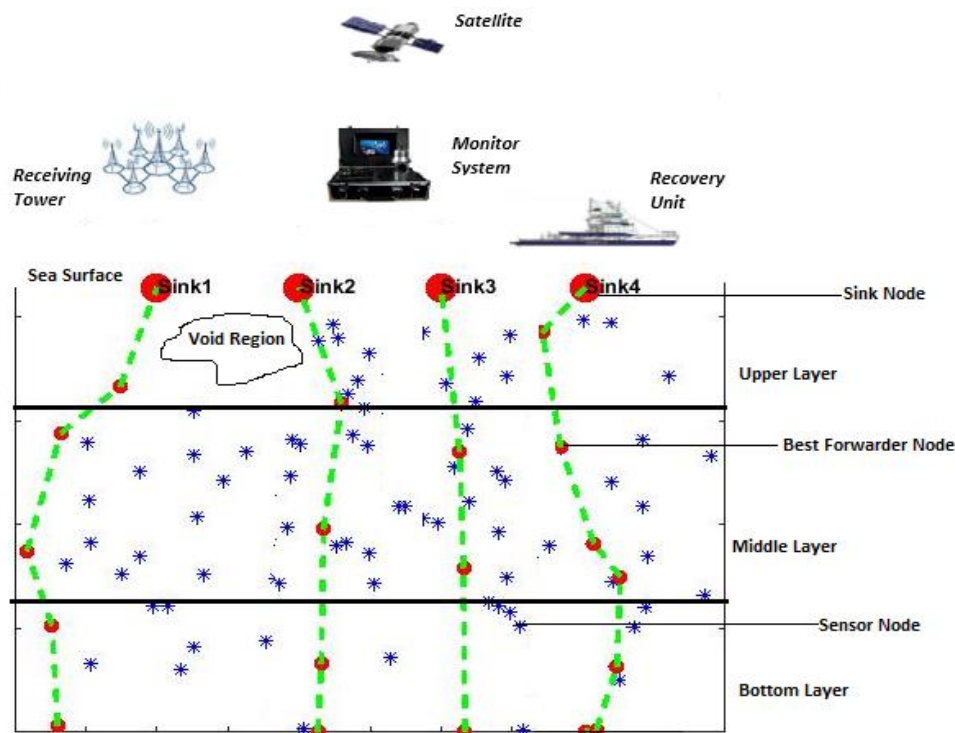 Satellite
Monitor
System
Receiving
Tower
Recovery
Unit
Sea Surface
Sink1
Sink2
Sink3
Sink4
Sink Node
Void Region
Upper Layer
Best Forwarder Node
Middle Layer
Sensor Node
Bottom Layer